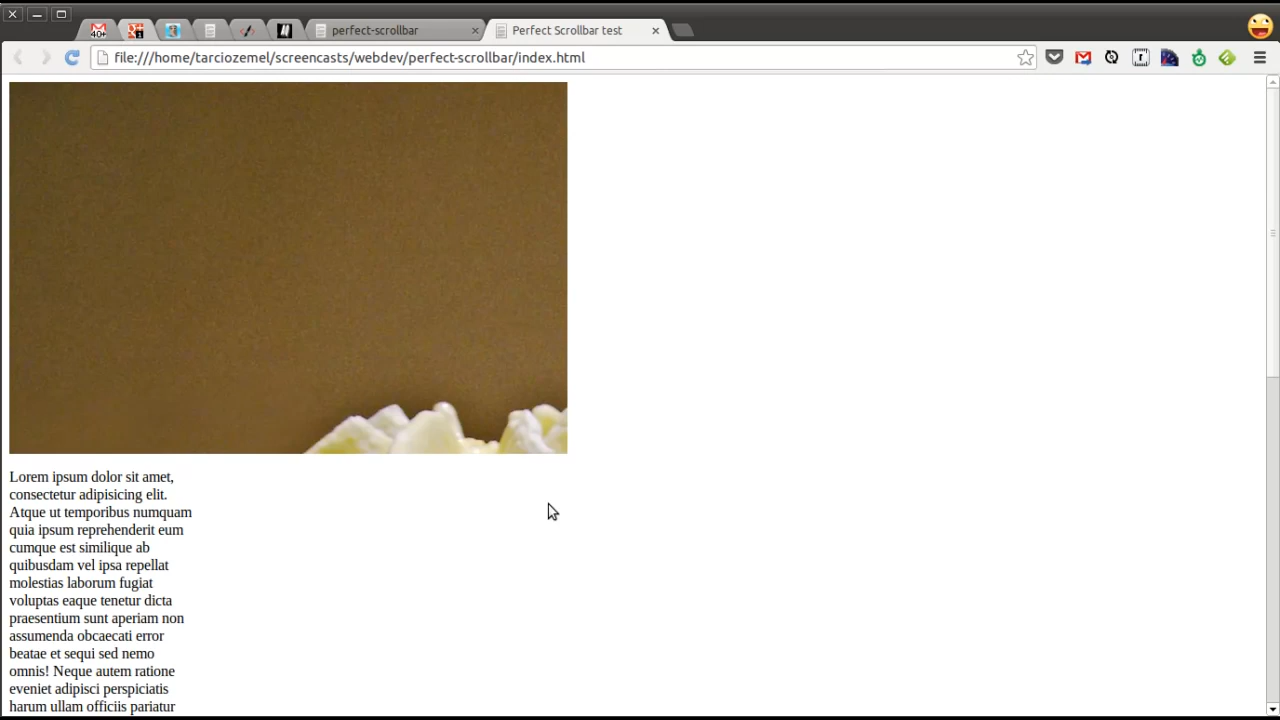 40+
perfect-scrollbar
Perfect Scrollbar test
file:///home/tarciozemel/screencasts/webdev/perfect-scrollbar/index.html
Lorem ipsum dolor sit amet,
consectetur adipisicing elit.
Atque ut temporibus numquam
quia ipsum reprehenderit eum
cumque est similique ab
quibusdam vel ipsa repellat
molestias laborum fugiat
voluptas eaque tenetur dicta
praesentium sunt aperiam non
assumenda obcaecati error
beatae et sequi sed nemo
omnis! Neque autem ratione
eveniet adipisci perspiciatis
harum ullam officiis pariatur